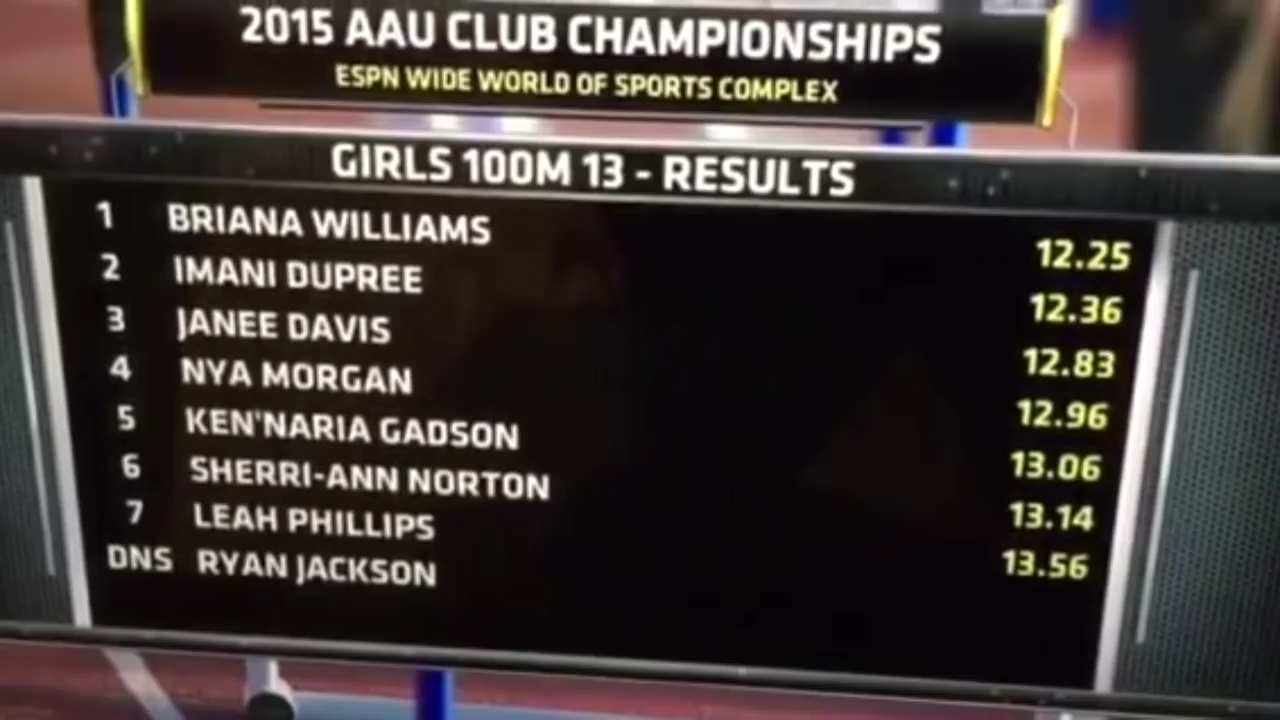 2015 AAU CLUB CHAMPIONSHIPS
ESPN WIDE WORLD OF SPORTS COMPLEX
GIRLS 100M 13 - RESULTS
1 BRIANA WILLIAMS 12.25
2 IMANI DUPREE 12.36
3 JANEE DAVIS 12.83
4 NYA MORGAN 12.96
5 KEN'NARIA GADSON 13.06
6 SHERRI-ANN NORTON 13.14
7 LEAH PHILLIPS 13.56
DNS RYAN JACKSON